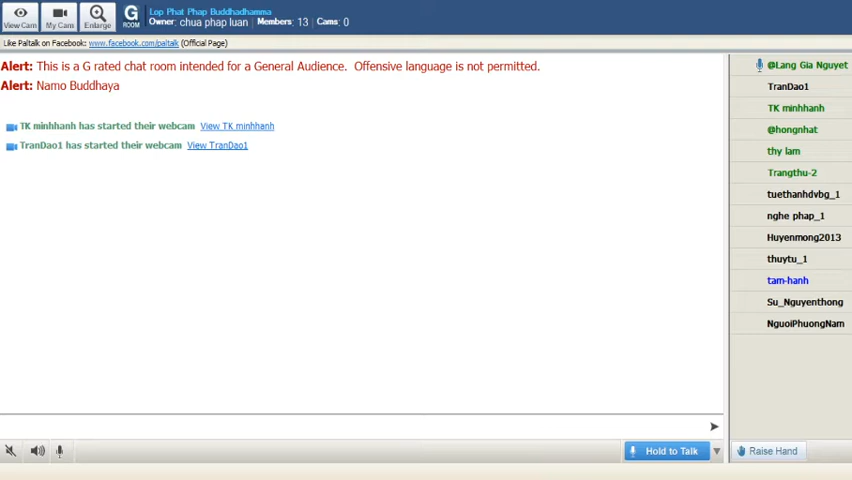 View Cam
My Cam
Enlarge
G
ROOM
Lop Phat Phap Buddhadhamma
Owner: chua phap luan Members: 13 Cams: 0
Like Paltalk on Facebook: www.facebook.com/paltalk (Official Page)
Alert: This is a G rated chat room intended for a General Audience. Offensive language is not permitted.
Alert: Namo Buddhaya
TK minhhanh has started their webcam View TK minhhanh
TranDao1 has started their webcam View TranDao1
@Lang Gia Nguyet
TranDao1
TK minhhanh
@hongnhat
thy lam
Trangthu-2
tuethanhdvbg_1
nghe phap_1
Huyenmong2013
thuytu_1
tam-hanh
Su_Nguyenthong
NguoiPhuongNam
Hold to Talk
Raise Hand